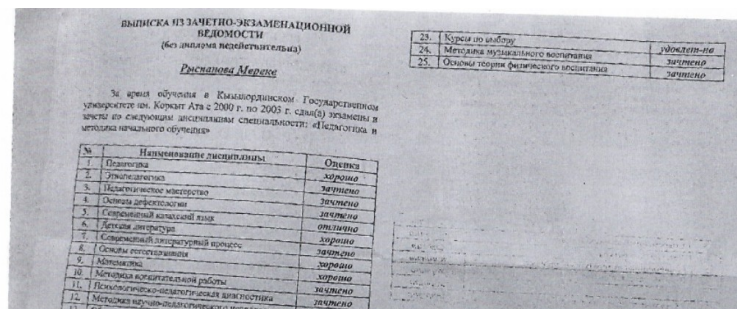 ВЫПИСКА ИЗ ЗАЧЕТНО-ЭКЗАМЕНАЦИОННОЙ
ВЕДОМОСТИ
(без диплома недействительна)
Рыспанова Мереке
За время обучения в Кызылординском Государственном
университете им. Коркыт Ата с 2000 г. по 2005 г. сдал(а) экзамены и
зачеты по следующим дисциплинам специальности: «Педагогика и
методика начального обучения»
№ Наименование дисциплины Оценка
1. Педагогика хорошо
2. Этнопедагогика зачтено
3. Педагогическое мастерство зачтено
4. Основы дефектологии зачтено
5. Современный казахский язык отлично
6. Детская литература хорошо
7. Современный литературный процесс зачтено
8. Основы хорошо
9. Математика хорошо
10. Методика воспитательной работы зачтено
11. Психологическо-педагогическая диагностика зачтено
12. Методика научно-педагогического
23. Курсы по выбору удовлет-но
24. Методика музыкального воспитания зачтено
25. Основы теории физического воспитания зачтено